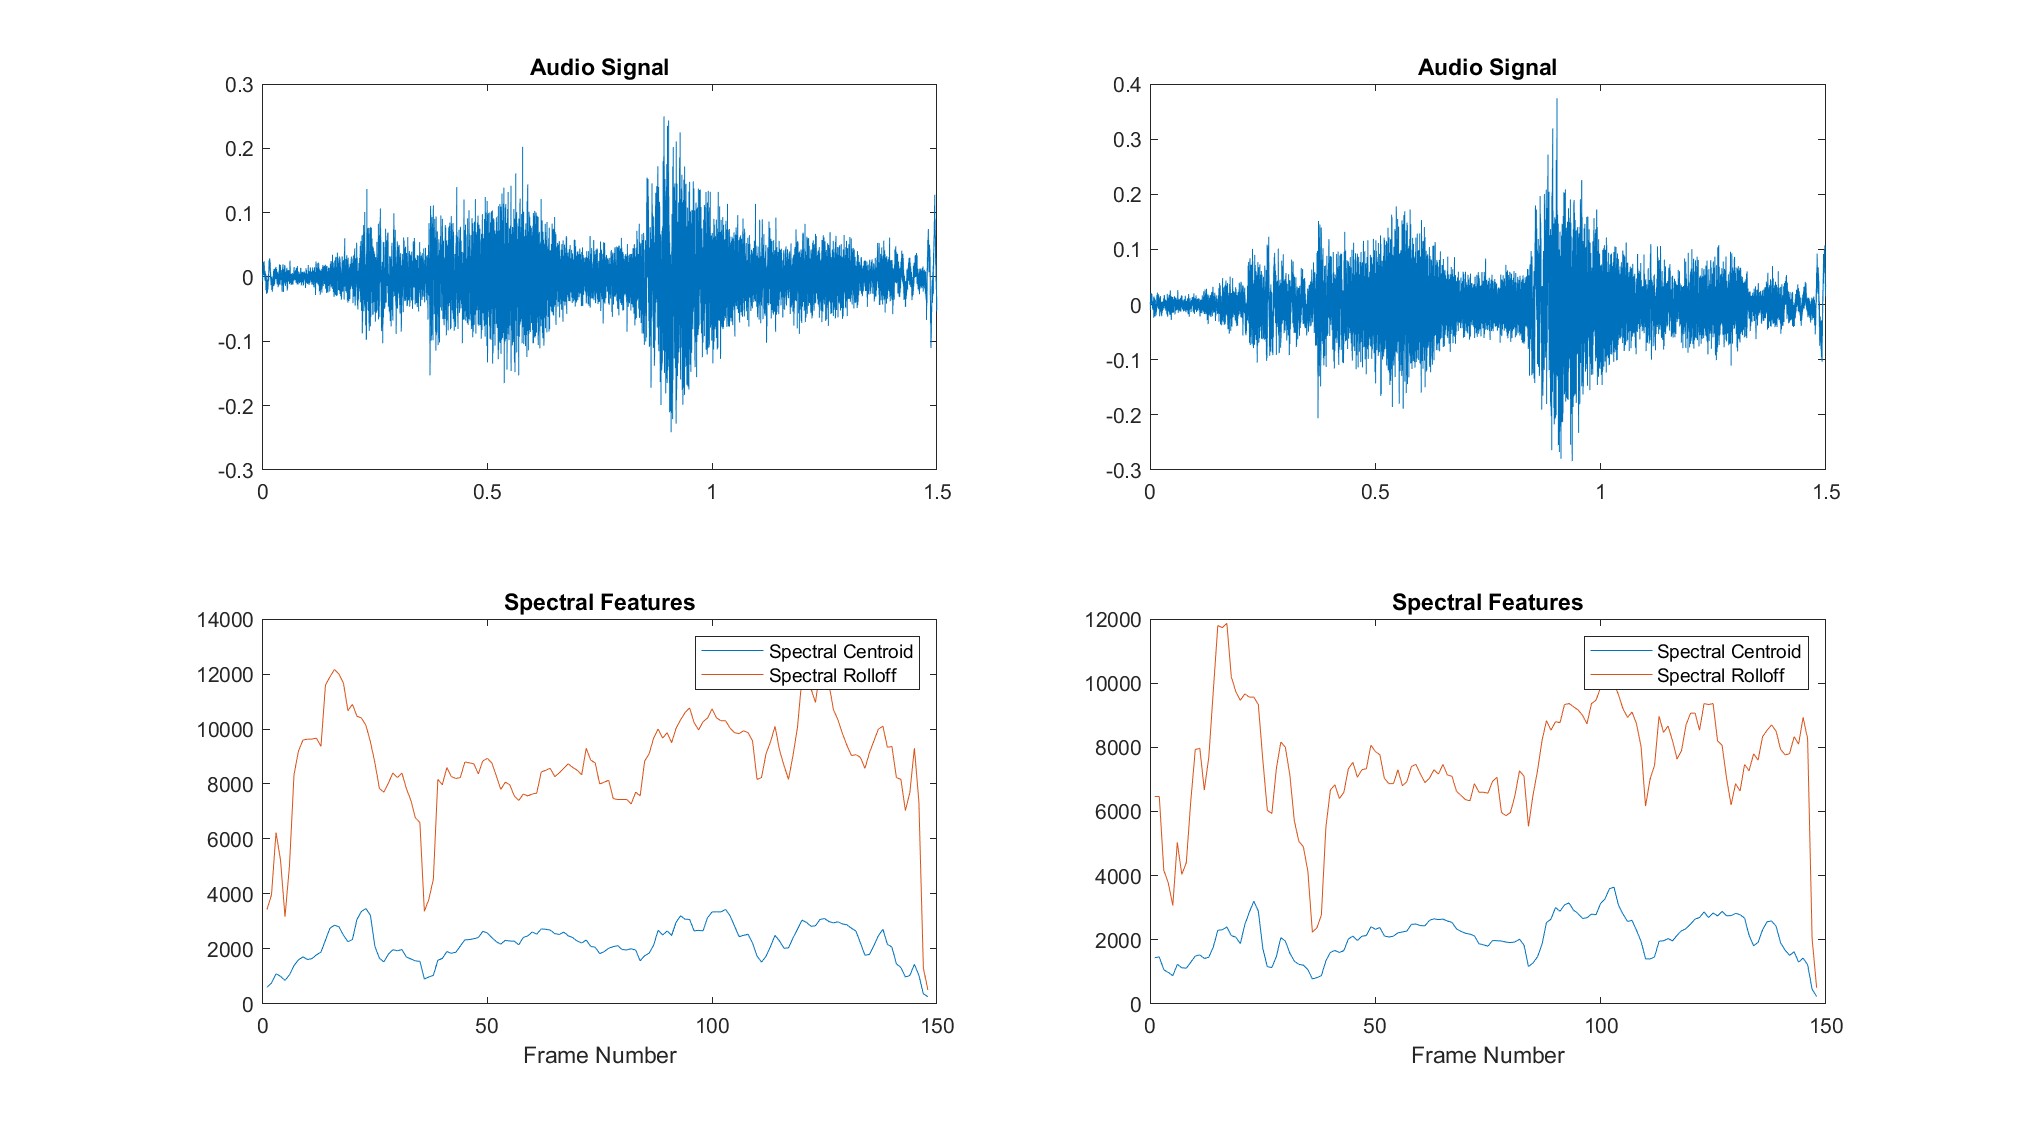 Audio Signal
0.3
0.2
0.1
0
-0.1
-0.2
-0.3
0 0.5 1 1.5
Audio Signal
0.4
0.3
0.2
0.1
0
-0.1
-0.2
-0.3
0 0.5 1 1.5
Spectral Features
14000
12000
10000
8000
6000
4000
2000
0
Spectral Centroid
Spectral Rolloff
0 50 100 150
Frame Number
Spectral Features
12000
10000
8000
6000
4000
2000
0
Spectral Centroid
Spectral Rolloff
0 50 100 150
Frame Number